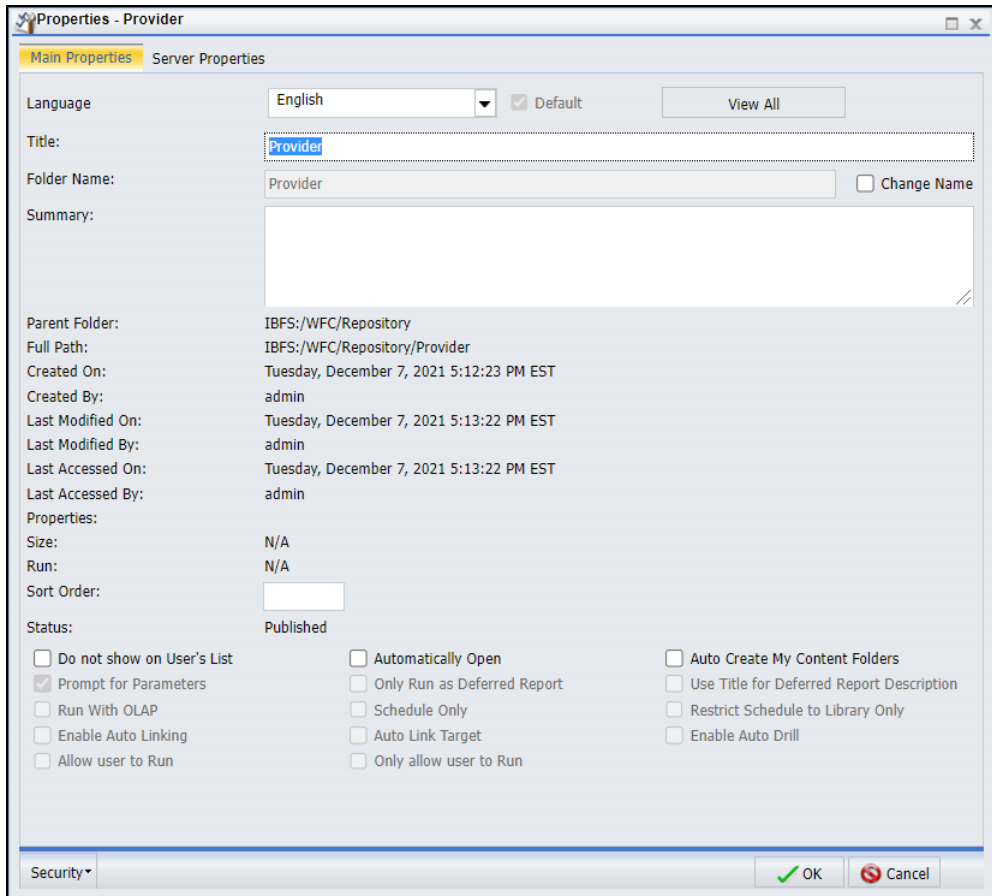 Properties - Provider
Main Properties Server Properties
Language English Default View All
Title: Provider
Folder Name: Provider Change Name
Summary:
Parent Folder: IBFS:/WFC/Repository
Full Path: IBFS:/WFC/Repository/Provider
Created On: Tuesday, December 7, 2021 5:12:23 PM EST
Created By: admin
Last Modified On: Tuesday, December 7, 2021 5:13:22 PM EST
Last Modified By: admin
Last Accessed On: Tuesday, December 7, 2021 5:13:22 PM EST
Last Accessed By: admin
Properties:
Size: N/A
Run: N/A
Sort Order:
Status: Published
Do not show on User's List Automatically Open Auto Create My Content Folders
Prompt for Parameters Only Run as Deferred Report Use Title for Deferred Report Description
Run With OLAP Schedule Only Restrict Schedule to Library Only
Enable Auto Linking Auto Link Target Enable Auto Drill
Allow user to Run Only allow user to Run
Security OK Cancel